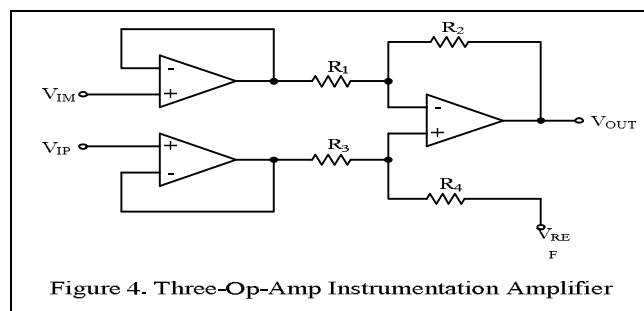 R2
-
R1
VIM
+
-
+
VOUT
VIP
+
R3
-
R4
VRE
F
Figure 4. Three-Op-Amp Instrumentation Amplifier